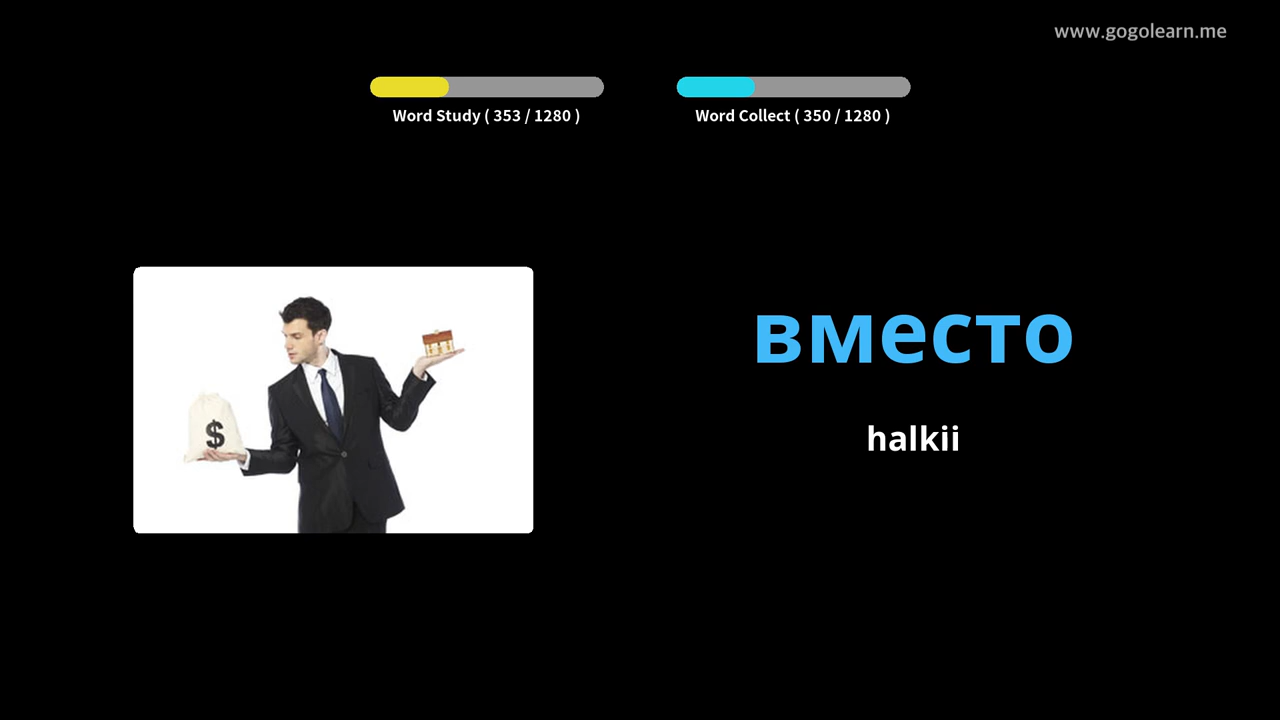 www.gogolearn.me
Word Study ( 353 / 1280 )
Word Collect ( 350 / 1280 )
вместо
$
halkii